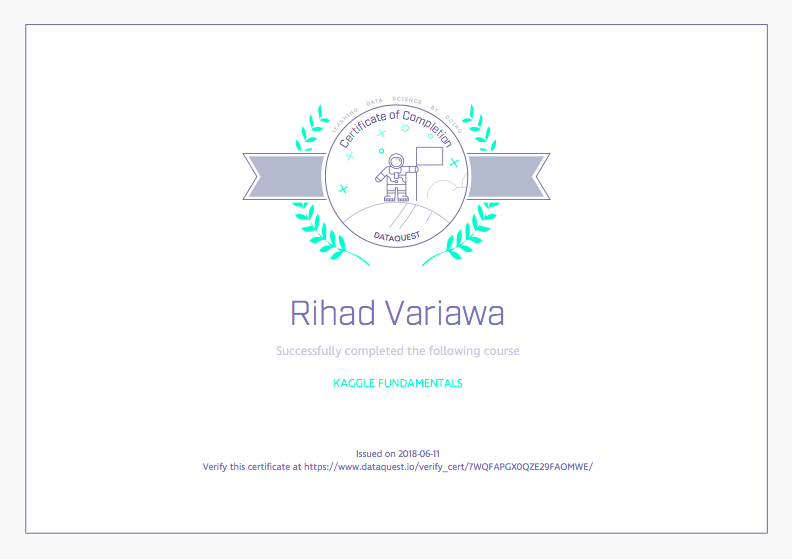 LEARNING DATA SCIENCE BY DOING
Certificate of Completion
DATAQUEST
Rihad Variawa
Successfully completed the following course
KAGGLE FUNDAMENTALS
Issued on 2018-06-11
Verify this certificate at https://www.dataquest.io/verify_cert/7WQFAPGX0QZE29FAOMWE/